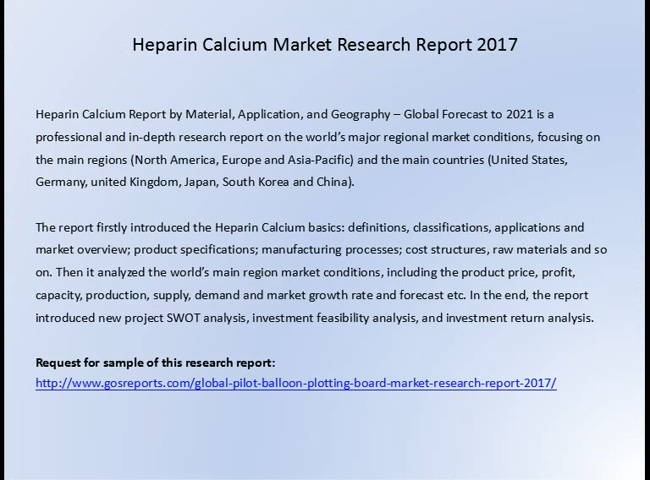 Heparin Calcium Market Research Report 2017
Heparin Calcium Report by Material, Application, and Geography – Global Forecast to 2021 is a
professional and in-depth research report on the world's major regional market conditions, focusing on
the main regions (North America, Europe and Asia-Pacific) and the main countries (United States,
Germany, united Kingdom, Japan, South Korea and China).
The report firstly introduced the Heparin Calcium basics: definitions, classifications, applications and
market overview; product specifications; manufacturing processes; cost structures, raw materials and so
on. Then it analyzed the world's main region market conditions, including the product price, profit,
capacity, production, supply, demand and market growth rate and forecast etc. In the end, the report
introduced new project SWOT analysis, investment feasibility analysis, and investment return analysis.
Request for sample of this research report:
http://www.gosreports.com/global-pilot-balloon-plotting-board-market-research-report-2017/